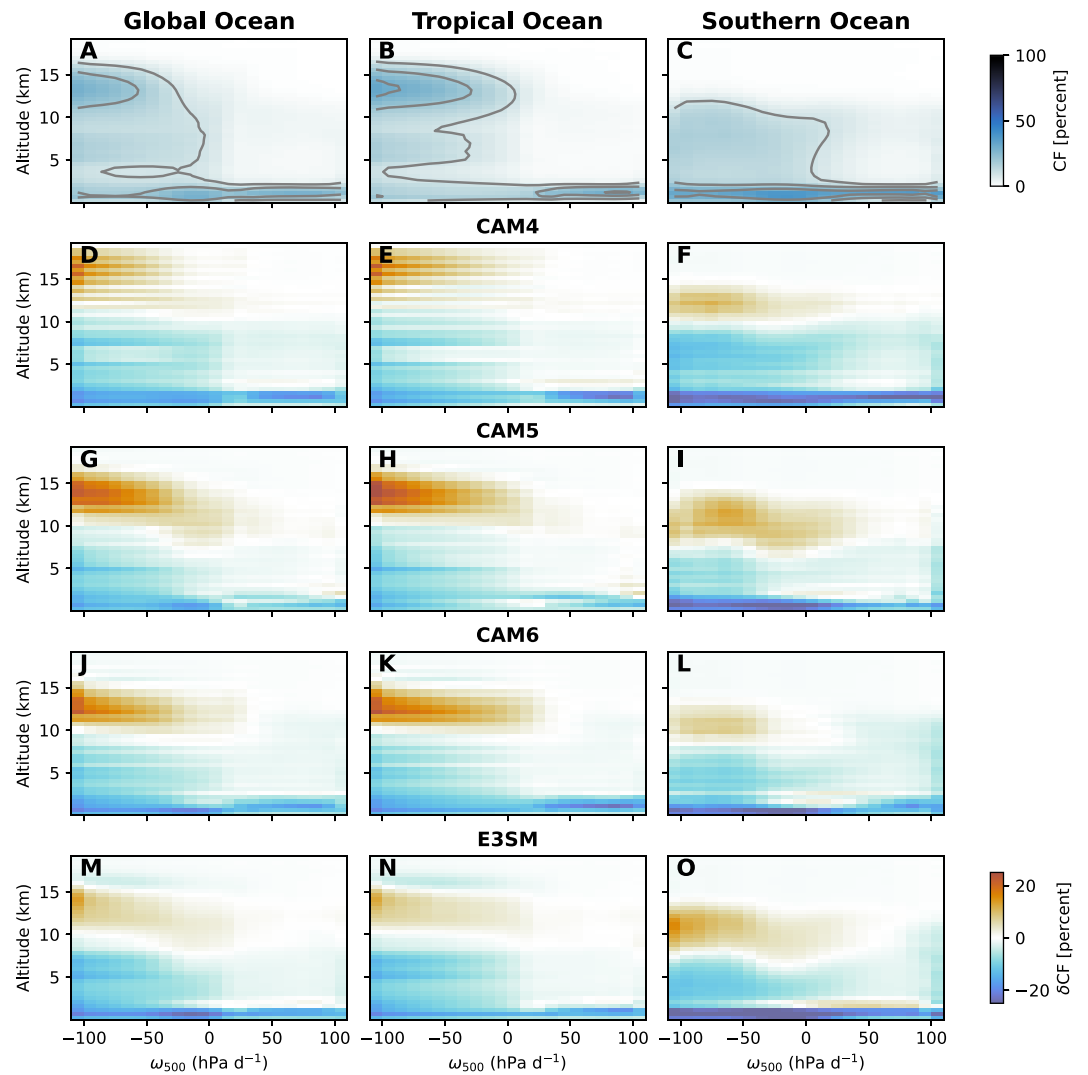 Global Ocean Tropical Ocean Southern Ocean
A B C
15
10
5
Altitude (km)
100
50
0
CF [percent]
CAM4
D E F
15
10
5
Altitude (km)
CAM5
G H I
15
10
5
Altitude (km)
CAM6
J K L
15
10
5
Altitude (km)
E3SM
M N O
15
10
5
Altitude (km)
20
0
−20
δCF [percent]
−100 −50 0 50 100 −100 −50 0 50 100 −100 −50 0 50 100
ω500 (hPa d−1) ω500 (hPa d−1) ω500 (hPa d−1)